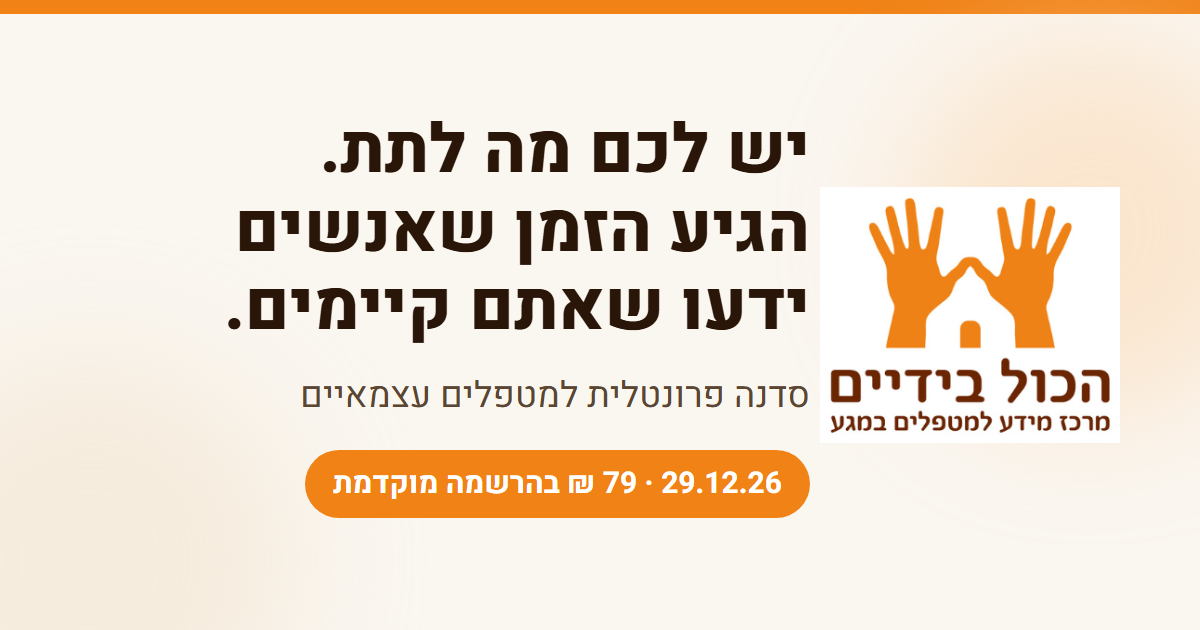 יש לכם מה לתת.
הגיע הזמן שאנשים
ידעו שאתם קיימים.
סדנה פרונטלית למטפלים עצמאיים
29.12.26 · 79 ₪ בהרשמה מוקדמת
הכול בידיים
מרכז מידע למטפלים במגע